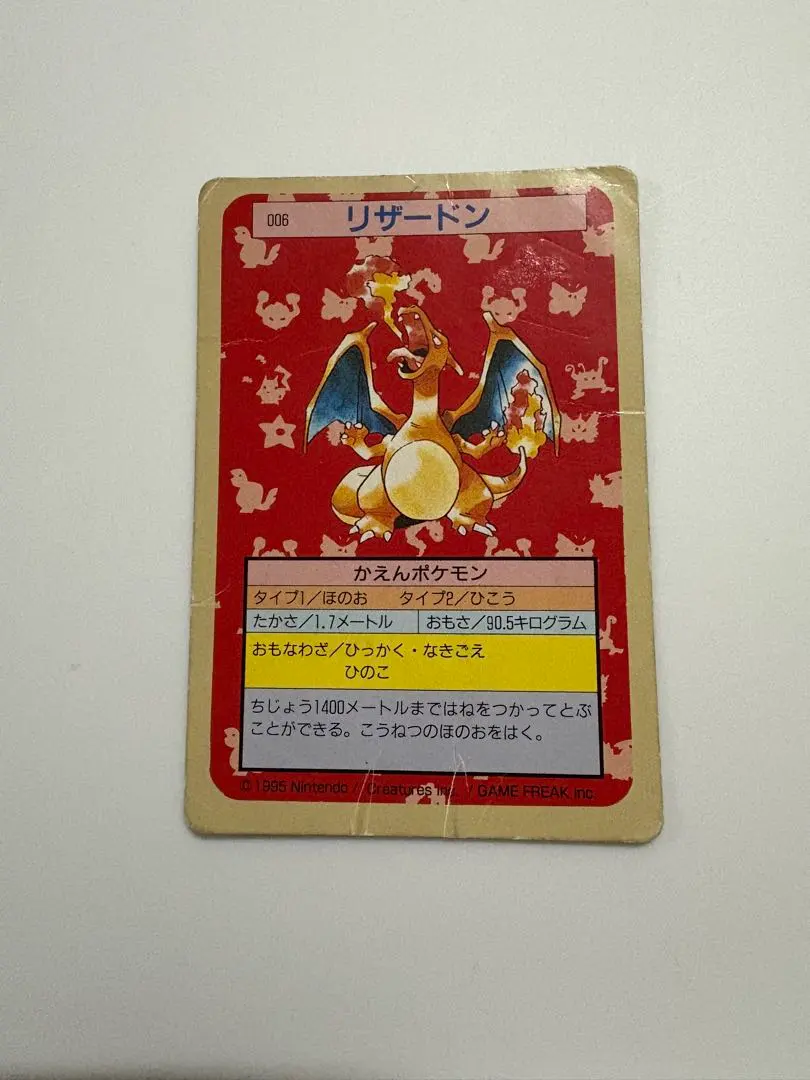 006 リザードン
かえんポケモン
タイプ1/ほのお タイプ2/ひこう
たかさ/1.7メートル おもさ/90.5キログラム
おもなわざ/ひっかく・なきごえ
ひのこ
ちじょう1400メートルまではねをつかってとぶ
ことができる。こうねつのほのおをはく。
© 1995 Nintendo / Creatures inc. / GAME FREAK inc.